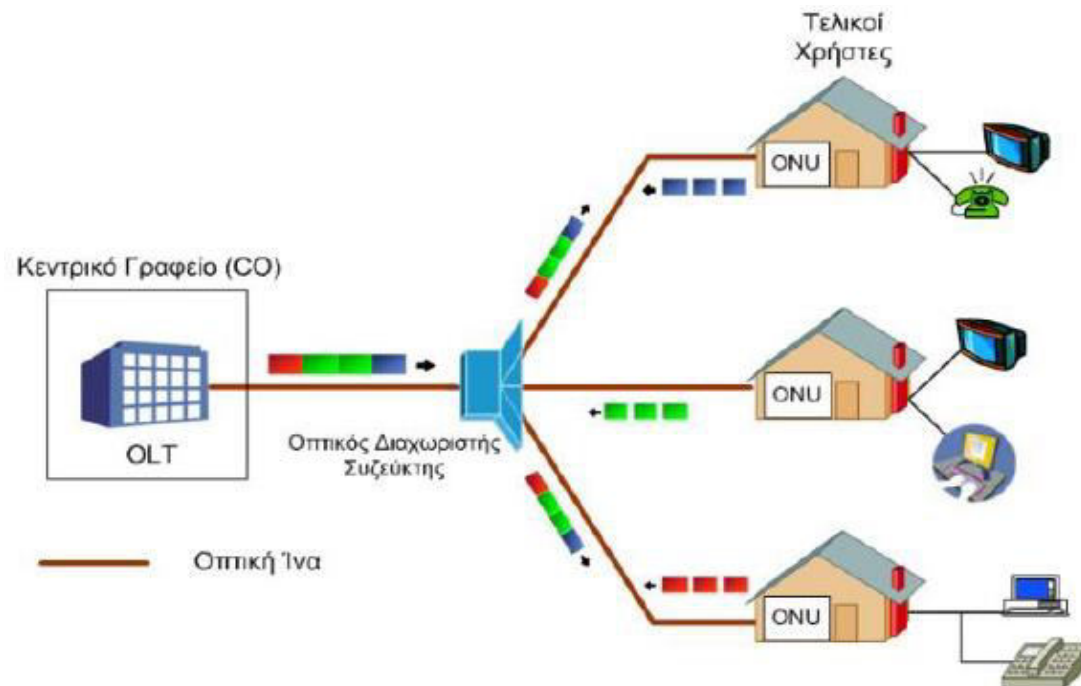 Τελικοί
Χρήστες
ONU
Κεντρικό Γραφείο (CO)
OLT
Οπτικός Διαχωριστής
Συζεύκτης
ONU
Οπτική Ίνα
ONU